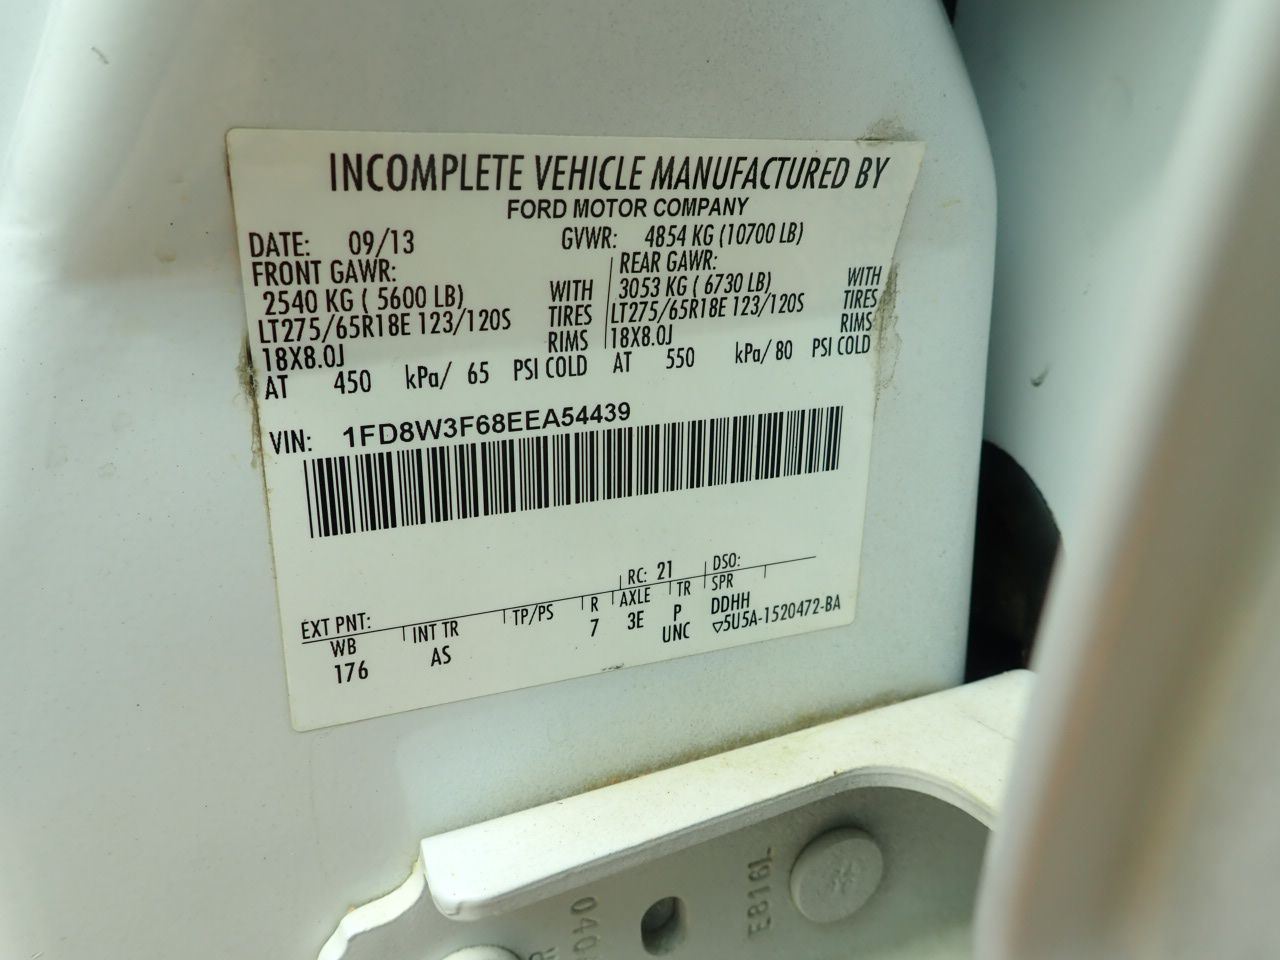 INCOMPLETE VEHICLE MANUFACTURED BY
FORD MOTOR COMPANY
DATE: 09/13 GVWR: 4854 KG (10700 LB)
FRONT GAWR: REAR GAWR:
2540 KG ( 5600 LB) WITH 3053 KG ( 6730 LB) WITH
LT275/65R18E 123/120S TIRES LT275/65R18E 123/120S TIRES
18X8.0J RIMS 18X8.0J RIMS
AT 450 kPa/ 65 PSI COLD AT 550 kPa/ 80 PSI COLD
VIN: 1FD8W3F68EEA54439
EXT PNT: RC: 21 DSO:
WB INT TR TP/PS R AXLE TR SPR
176 AS 7 3E P DDHH
UNC ▽5U5A-1520472-BA
E816L
040
R